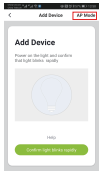 Add Device AP Mode
Add Device
Power on the light and confirm
that light blinks rapidly
Help
Confirm light blinks rapidly